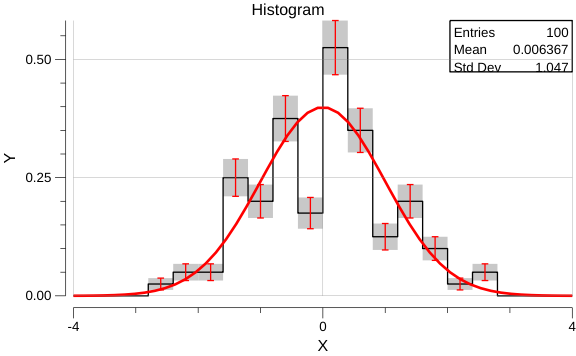 Histogram
Entries 100
Mean 0.006367
Std Dev 1.047
0.50
0.25
0.00
Y
-4 0 4
X